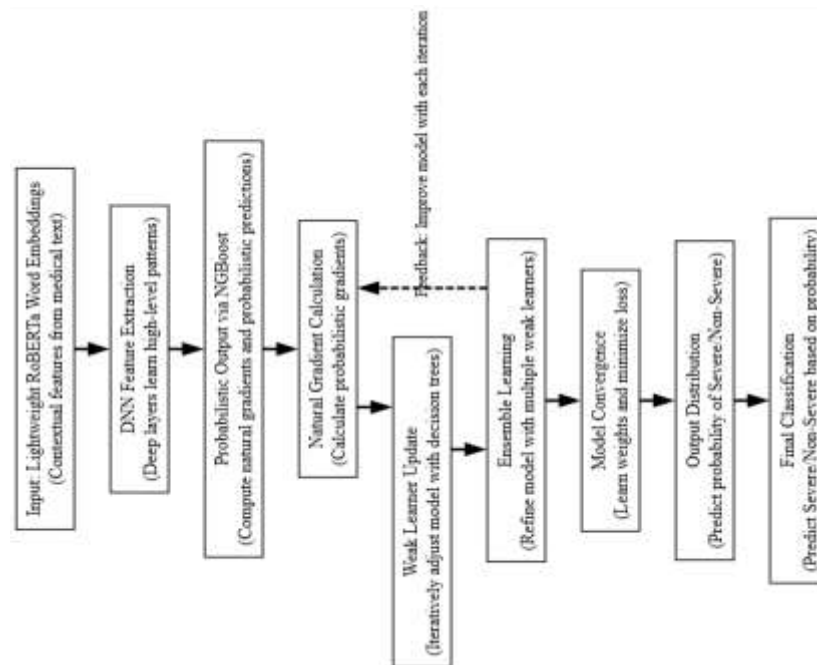 Input: Lightweight RoBERTa Word Embeddings
(Contextual features from medical text)
DNN Feature Extraction
(Deep layers learn high-level patterns)
Probabilistic Output via NGBoost
(Compute natural gradients and probabilistic predictions)
Natural Gradient Calculation
(Calculate probabilistic gradients)
Feedback: Improve model with each iteration
Weak Learner Update
(Iteratively adjust model with decision trees)
Ensemble Learning
(Refine model with multiple weak learners)
Model Convergence
(Learn weights and minimize loss)
Output Distribution
(Predict probability of Severe/Non-Severe)
Final Classification
(Predict Severe/Non-Severe based on probability)